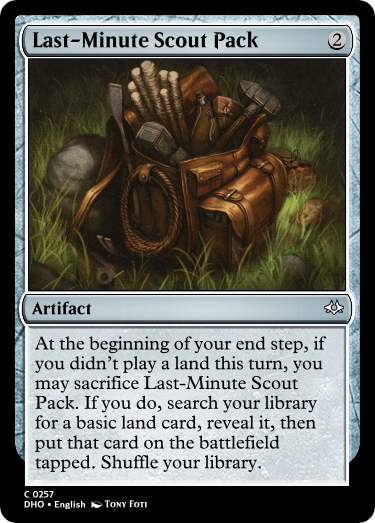 Last-Minute Scout Pack 2
Artifact
At the beginning of your end step, if
you didn't play a land this turn, you
may sacrifice Last-Minute Scout
Pack. If you do, search your library
for a basic land card, reveal it, then
put that card on the battlefield
tapped. Shuffle your library.
C 0257
DHO • English Tony Foti